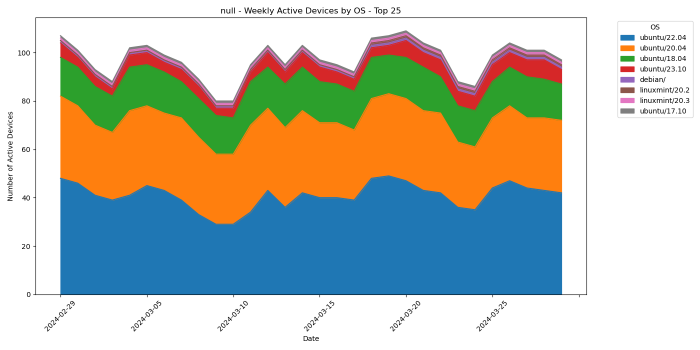 null - Weekly Active Devices by OS - Top 25
OS
ubuntu/22.04
ubuntu/20.04
ubuntu/18.04
ubuntu/23.10
debian/
linuxmint/20.2
linuxmint/20.3
ubuntu/17.10
Number of Active Devices
100
80
60
40
20
0
2024-02-29
2024-03-05
2024-03-10
2024-03-15
2024-03-20
2024-03-25
Date